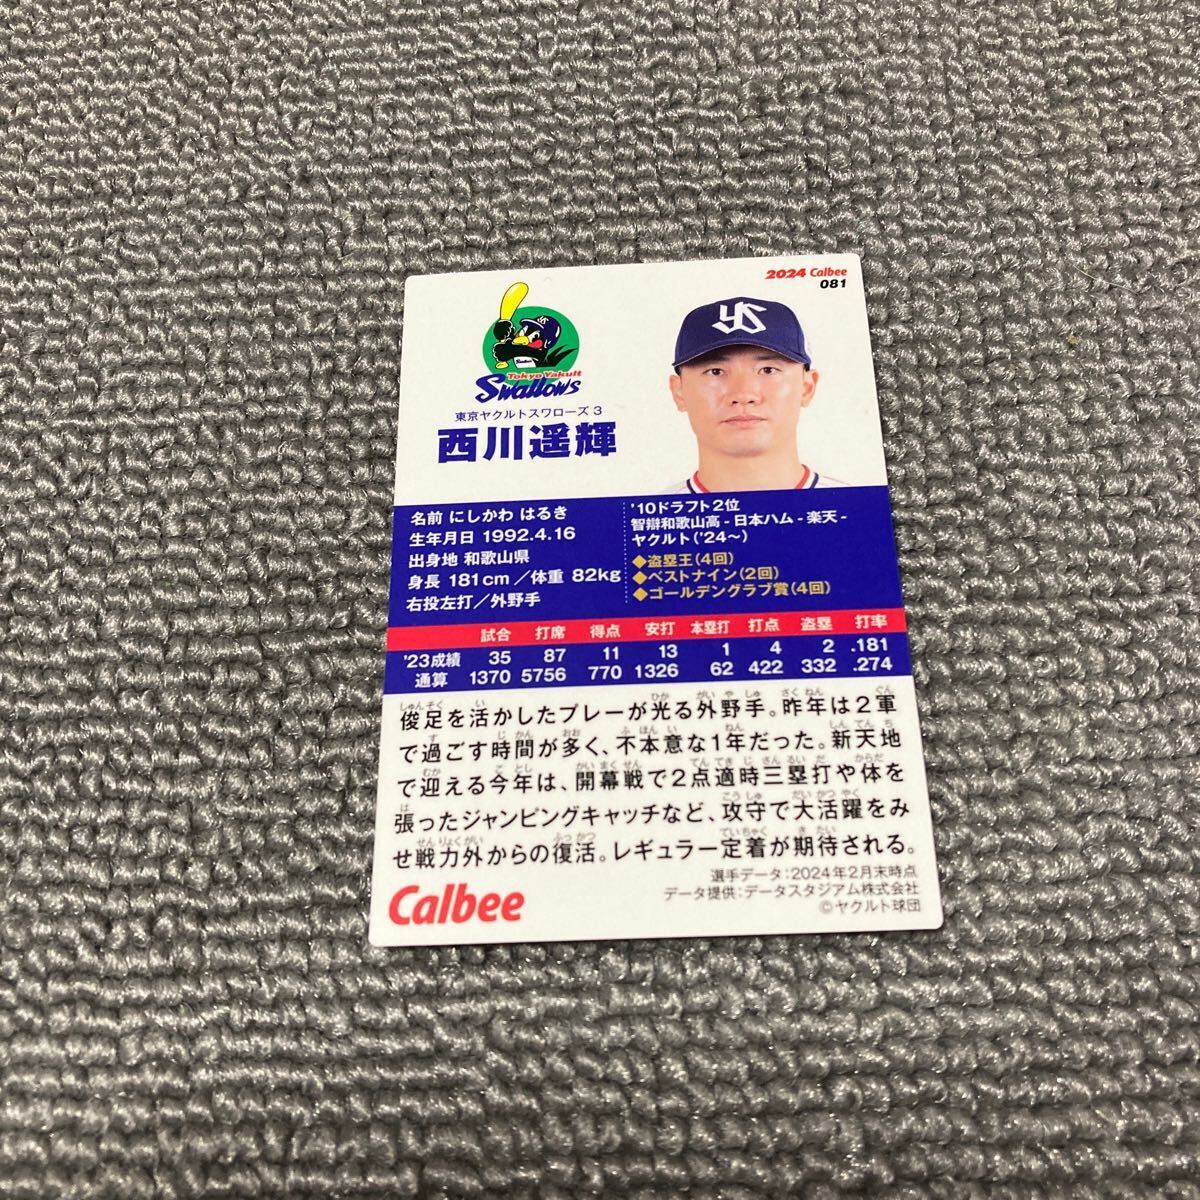 2024 Calbee
081
YS
Tokyo Yakult
Swallows
東京ヤクルトスワローズ 3
西川遥輝
名前 にしかわ はるき
生年月日 1992.4.16
出身地 和歌山県
身長 181cm／体重 82kg
右投左打／外野手
'10ドラフト2位
智辯和歌山高 - 日本ハム - 楽天 -
ヤクルト('24〜)
◆盗塁王(4回)
◆ベストナイン(2回)
◆ゴールデングラブ賞(4回)
試合 打席 得点 安打 本塁打 打点 盗塁 打率
'23成績 35 87 11 13 1 4 2 .181
通算 1370 5756 770 1326 62 422 332 .274
俊足を活かしたプレーが光る外野手。昨年は2軍
で過ごす時間が多く、不本意な1年だった。新天地
で迎える今年は、開幕戦で2点適時三塁打や体を
張ったジャンピングキャッチなど、攻守で大活躍をみ
せ戦力外からの復活。レギュラー定着が期待される。
選手データ：2024年2月末時点
データ提供：データスタジアム株式会社
©ヤクルト球団
Calbee